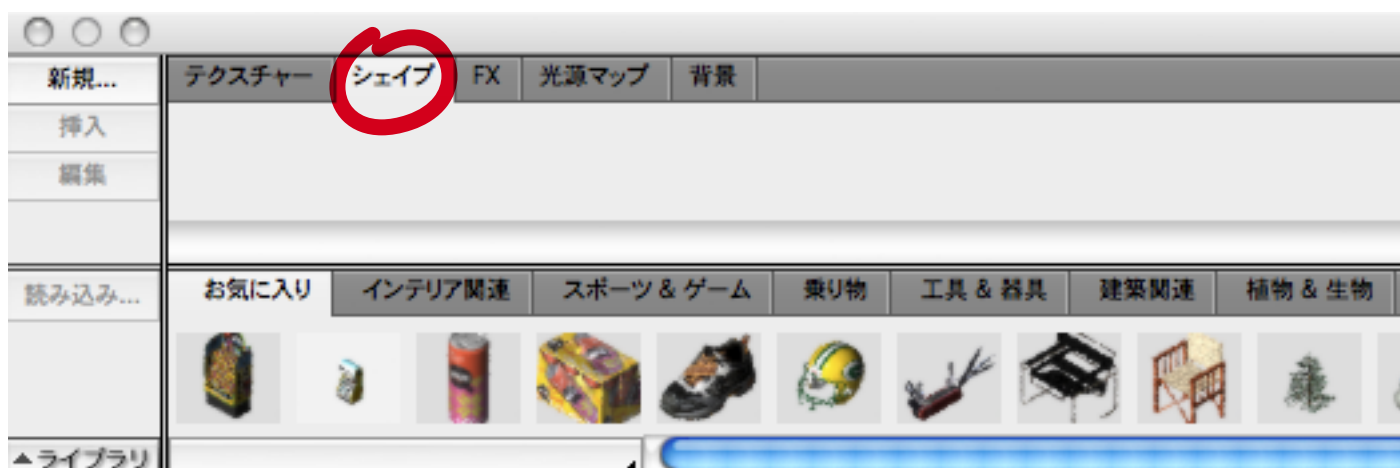 新規...
テクスチャー シェイプ FX 光源マップ 背景
挿入
編集
読み込み...
お気に入り インテリア関連 スポーツ & ゲーム 乗り物 工具 & 器具 建築関連 植物 & 生物
▲ライブラリ